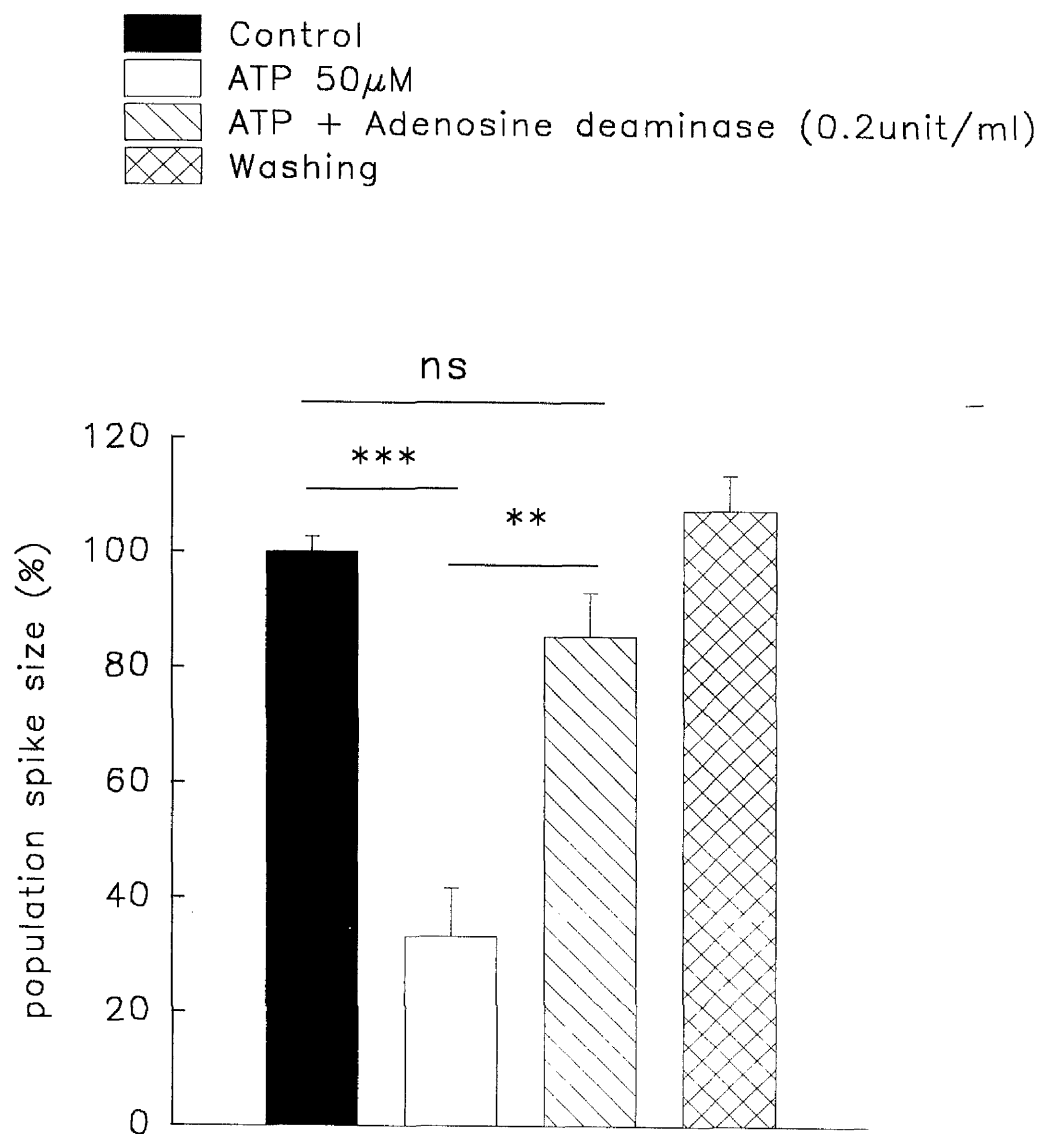 Control
ATP 50μM
ATP + Adenosine deaminase (0.2unit/ml)
Washing
ns
***
**
population spike size (%)
120
100
80
60
40
20
0